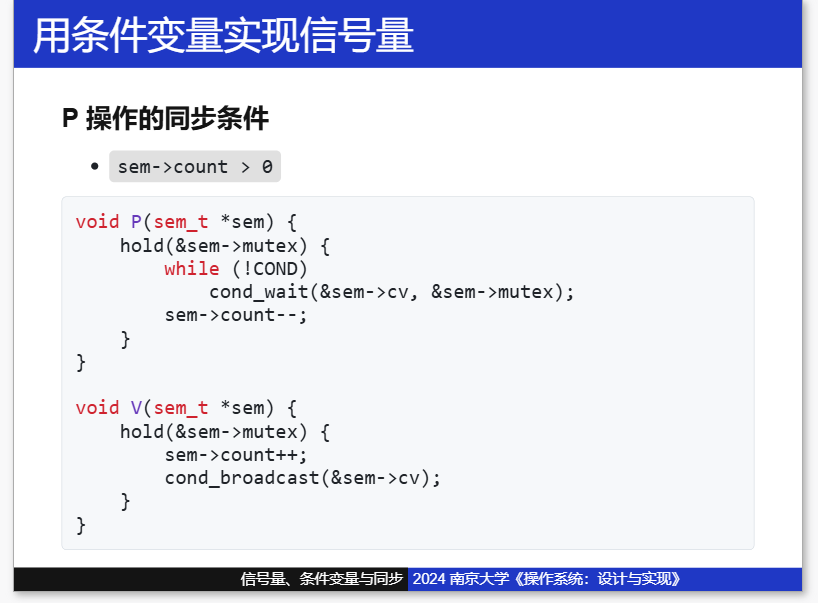 用条件变量实现信号量
P 操作的同步条件
• sem->count > 0
void P(sem_t *sem) {
    hold(&sem->mutex) {
        while (!COND)
            cond_wait(&sem->cv, &sem->mutex);
        sem->count--;
    }
}

void V(sem_t *sem) {
    hold(&sem->mutex) {
        sem->count++;
        cond_broadcast(&sem->cv);
    }
}
信号量、条件变量与同步 2024 南京大学《操作系统：设计与实现》